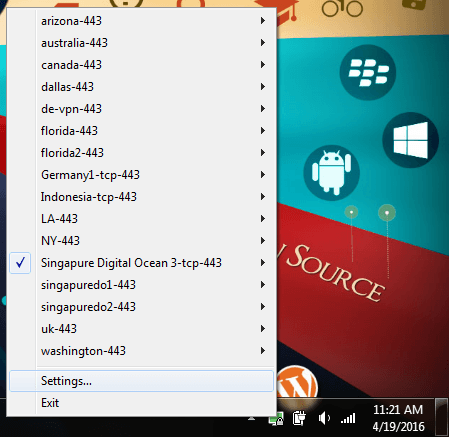 arizona-443
australia-443
canada-443
dallas-443
de-vpn-443
florida-443
florida2-443
Germany1-tcp-443
Indonesia-tcp-443
LA-443
NY-443
Singapure Digital Ocean 3-tcp-443
singapuredo1-443
singapuredo2-443
uk-443
washington-443
Settings...
Exit
SOURCE
11:21 AM
4/19/2016